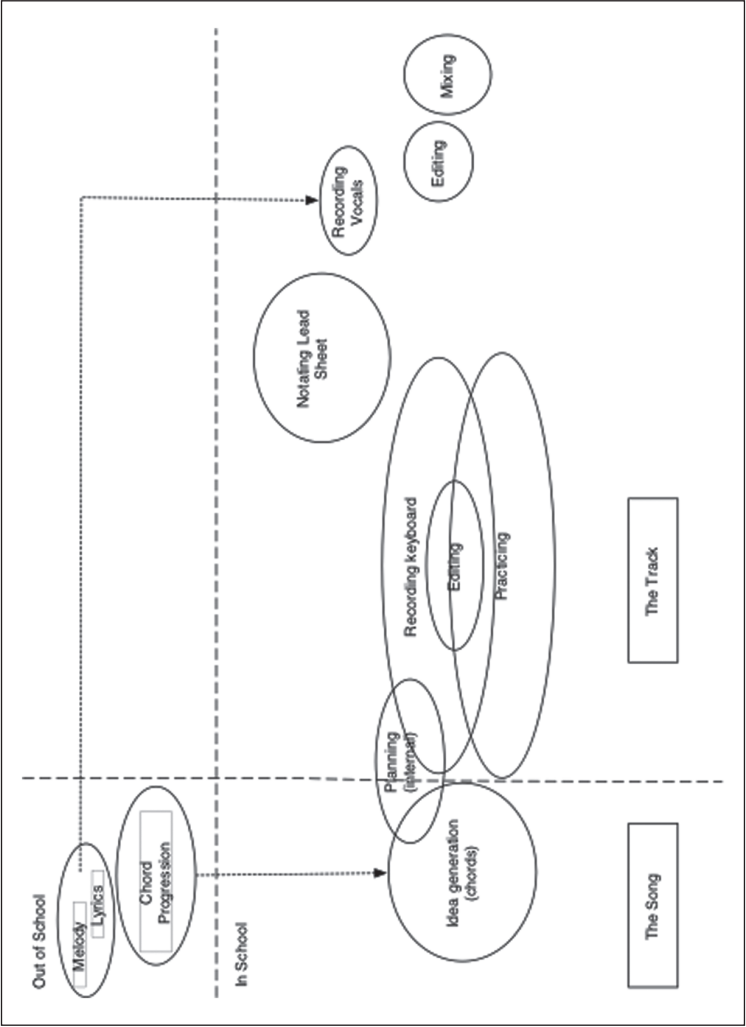 Out of School
Melody
Lyrics
Chord
Progression
In School
Idea generation
(chords)
Planning
(internal)
Recording keyboard
Editing
Practicing
Notating Lead
Sheet
Recording
Vocals
Editing
Mixing
The Song
The Track